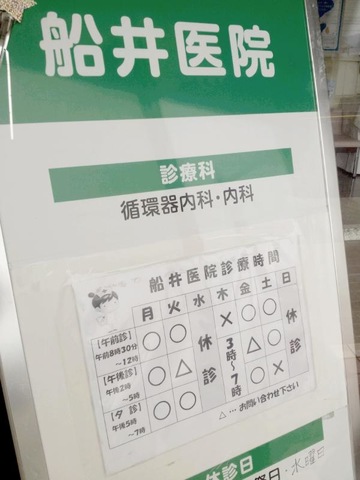 船井医院
診療科
循環器内科・内科
船井医院診療時間
月 火 水 木 金 土 日
[午前診] 午前8時30分〜12時 ○ ○ 休診 × ○ ○ 休診
[午後診] 午後2時〜5時 ○ △ 3時〜7時 △ ○
[夕 診] 午後5時〜7時 ○ ○ ○ ×
△…お問い合わせ下さい
休診日
日・水曜日